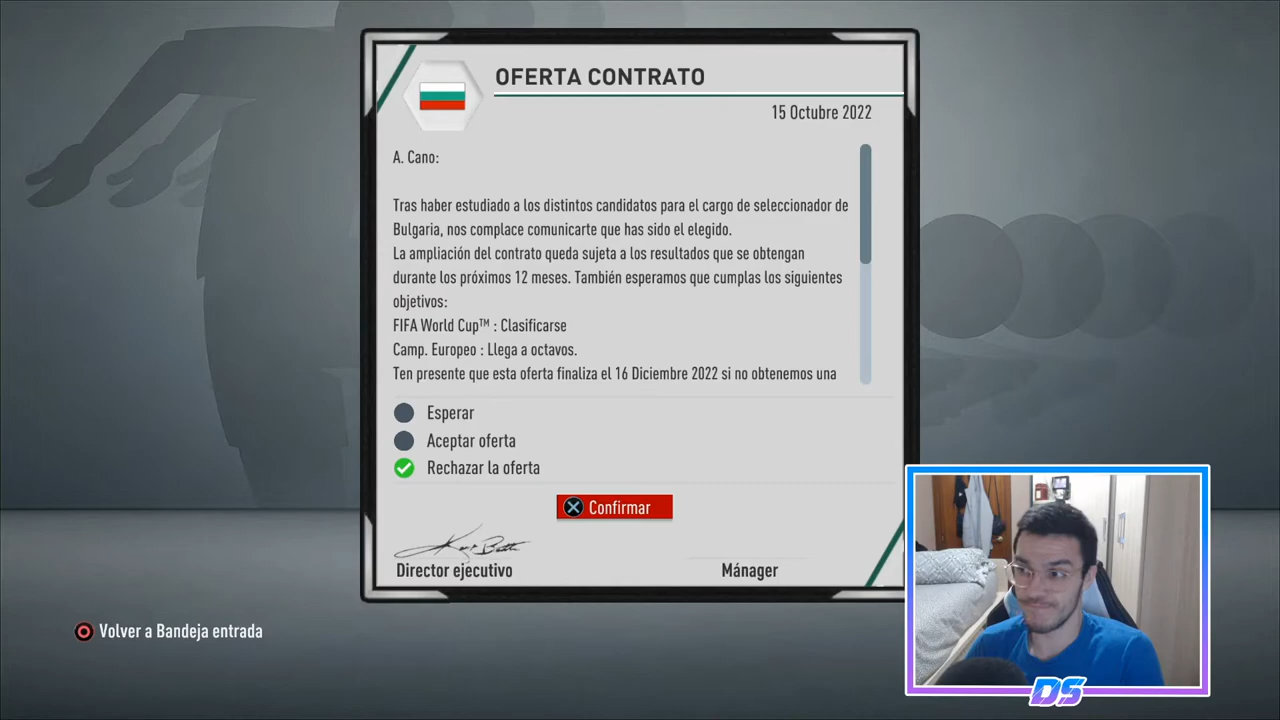 OFERTA CONTRATO
15 Octubre 2022
A. Cano:
Tras haber estudiado a los distintos candidatos para el cargo de seleccionador de
Bulgaria, nos complace comunicarte que has sido el elegido.
La ampliación del contrato queda sujeta a los resultados que se obtengan
durante los próximos 12 meses. También esperamos que cumplas los siguientes
objetivos:
FIFA World Cup™ : Clasificarse
Camp. Europeo : Llega a octavos.
Ten presente que esta oferta finaliza el 16 Diciembre 2022 si no obtenemos una
Esperar
Aceptar oferta
Rechazar la oferta
Confirmar
Director ejecutivo
Mánager
Volver a Bandeja entrada
DS